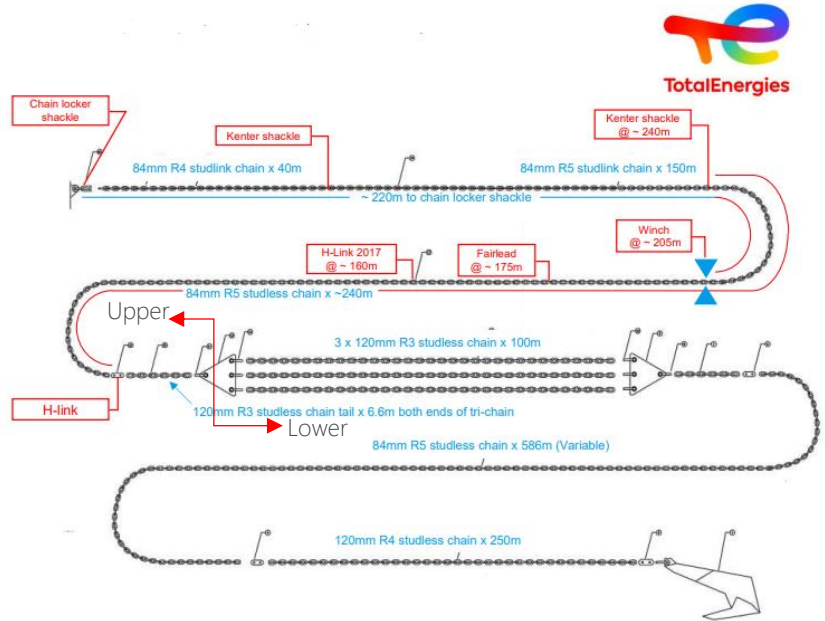 TotalEnergies
Chain locker
shackle
Kenter shackle
Kenter shackle
@ ~ 240m
84mm R4 studlink chain x 40m
84mm R5 studlink chain x 150m
~ 220m to chain locker shackle
Winch
@ ~ 205m
H-Link 2017
@ ~ 160m
Fairlead
@ ~ 175m
84mm R5 studless chain x ~240m
Upper
3 x 120mm R3 studless chain x 100m
H-link
120mm R3 studless chain tail x 6.6m both ends of tri-chain
Lower
84mm R5 studless chain x 586m (Variable)
120mm R4 studless chain x 250m